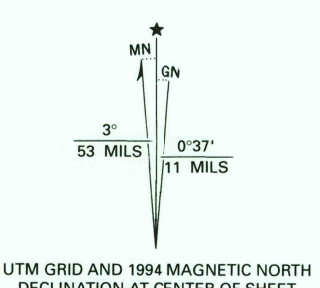 MN
GN
3°
53 MILS
0°37'
11 MILS
UTM GRID AND 1994 MAGNETIC NORTH
DECLINATION AT CENTER OF SHEET